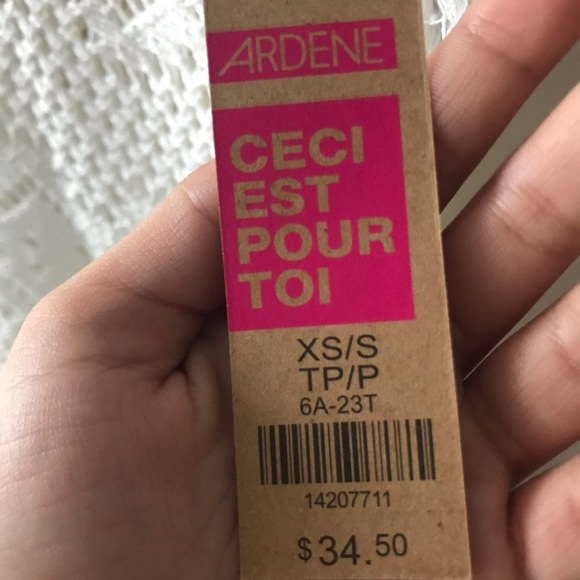 ARDENE
CECI
EST
POUR
TOI
XS/S
TP/P
6A-23T
14207711
$34.50